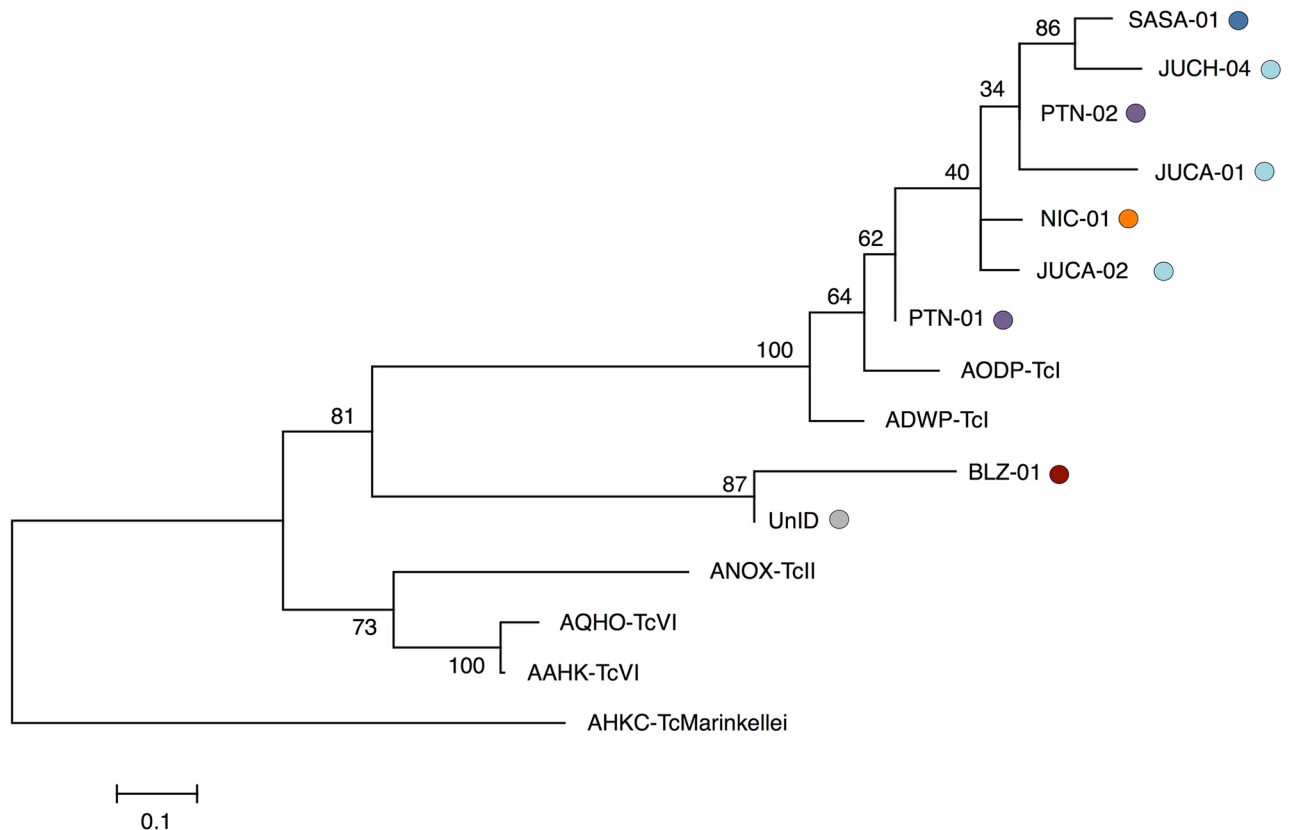 SASA-01
86
JUCH-04
34
PTN-02
JUCA-01
40
NIC-01
62
JUCA-02
64
PTN-01
100
AODP-TcI
81
ADWP-TcI
BLZ-01
87
UnID
ANOX-TcII
73
AQHO-TcVI
100
AAHK-TcVI
AHKC-TcMarinkellei
0.1